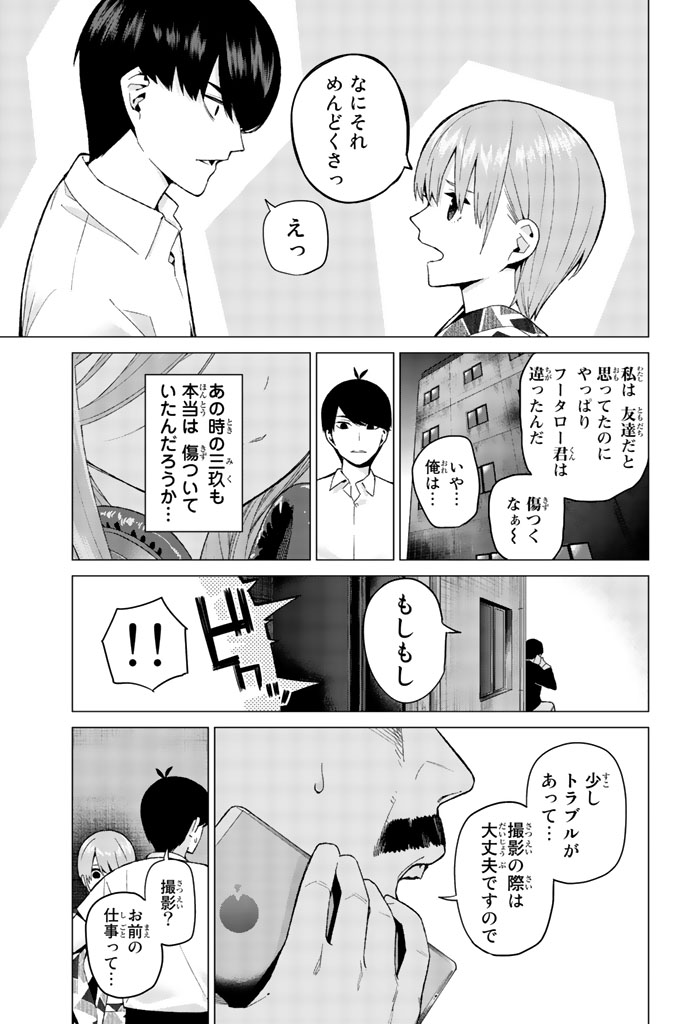 なにそれ
めんどくさっ
えっ
私は 友達だと
思ってたのに
やっぱり
フータロー君は
違ったんだ
傷つく
なぁ〜
いや…
俺は…
あの時の三玖も
本当は 傷ついて
いたんだろうか…
もしもし
ビクッ
!!
少し
トラブルが
あって…
撮影の際は
大丈夫ですので
撮影?
お前の
仕事って…